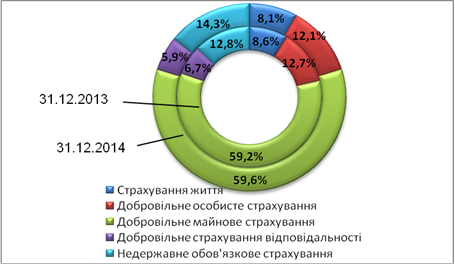 14,3% 8,1%
12,8% 8,6%
5,9% 12,1%
6,7% 12,7%
31.12.2013
31.12.2014
59,2%
59,6%
Страхування життя
Добровільне особисте страхування
Добровільне майнове страхування
Добровільне страхування відповідальності
Недержавне обов'язкове страхування